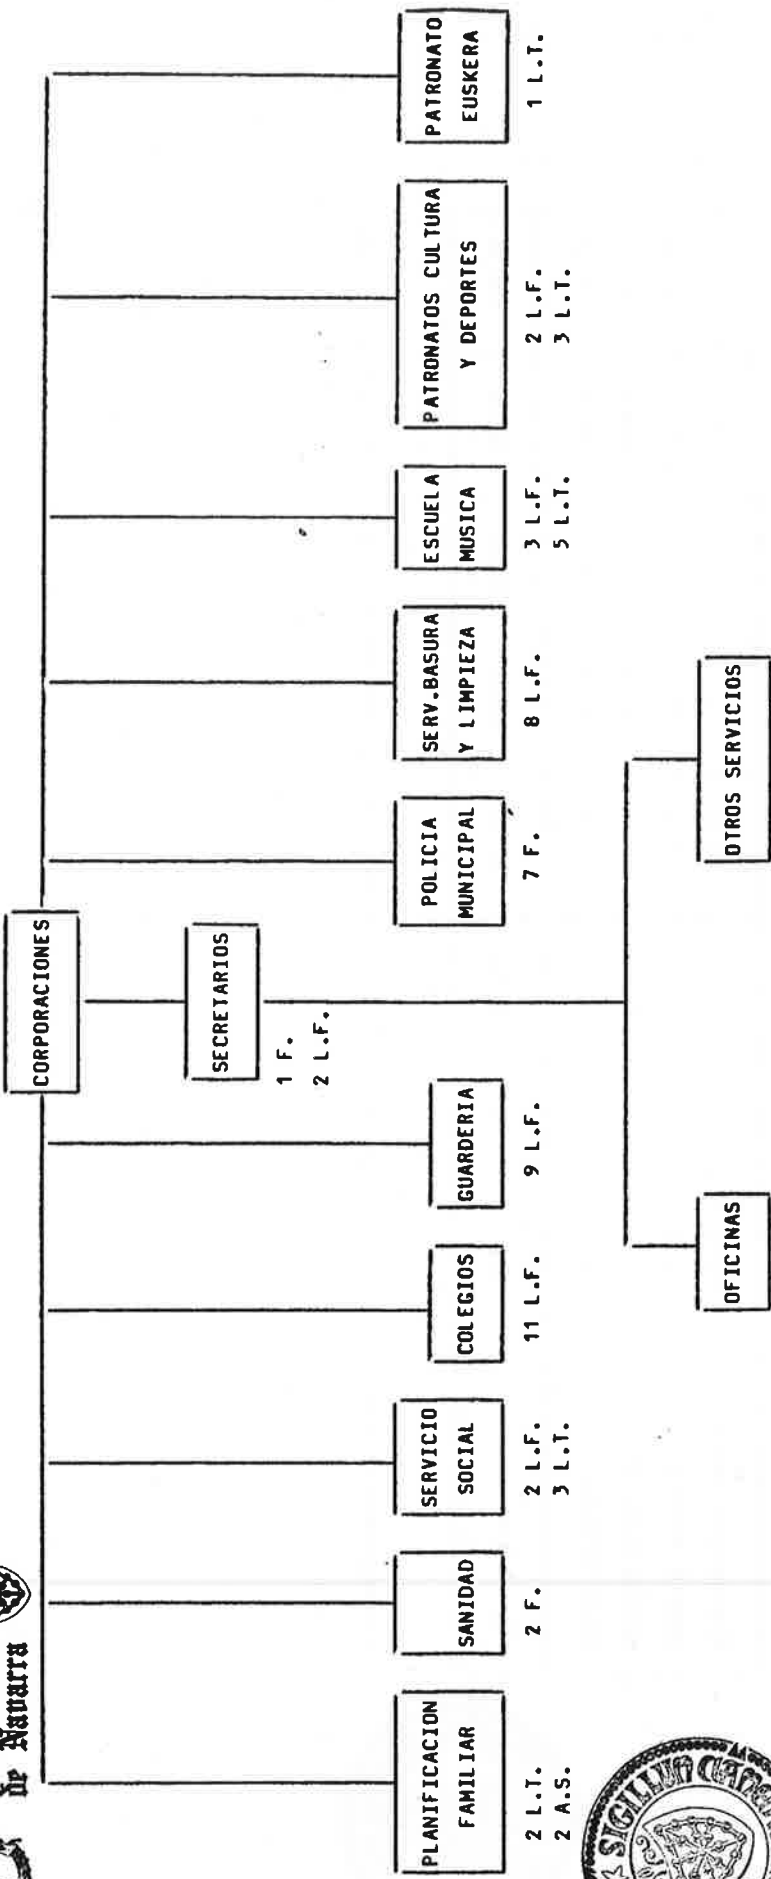 de Navarra
CORPORACIONES
SECRETARIOS
1 F.
2 L.F.
PLANIFICACION
FAMILIAR
2 L.T.
2 A.S.
SANIDAD
2 F.
SERVICIO
SOCIAL
2 L.F.
3 L.T.
COLEGIOS
11 L.F.
GUARDERIA
9 L.F.
POLICIA
MUNICIPAL
7 F.
SERV.BASURA
Y LIMPIEZA
8 L.F.
ESCUELA
MUSICA
3 L.F.
5 L.T.
PATRONATOS CULTURA
Y DEPORTES
2 L.F.
3 L.T.
PATRONATO
EUSKERA
1 L.T.
OFICINAS
OTROS SERVICIOS
SIGILLUM